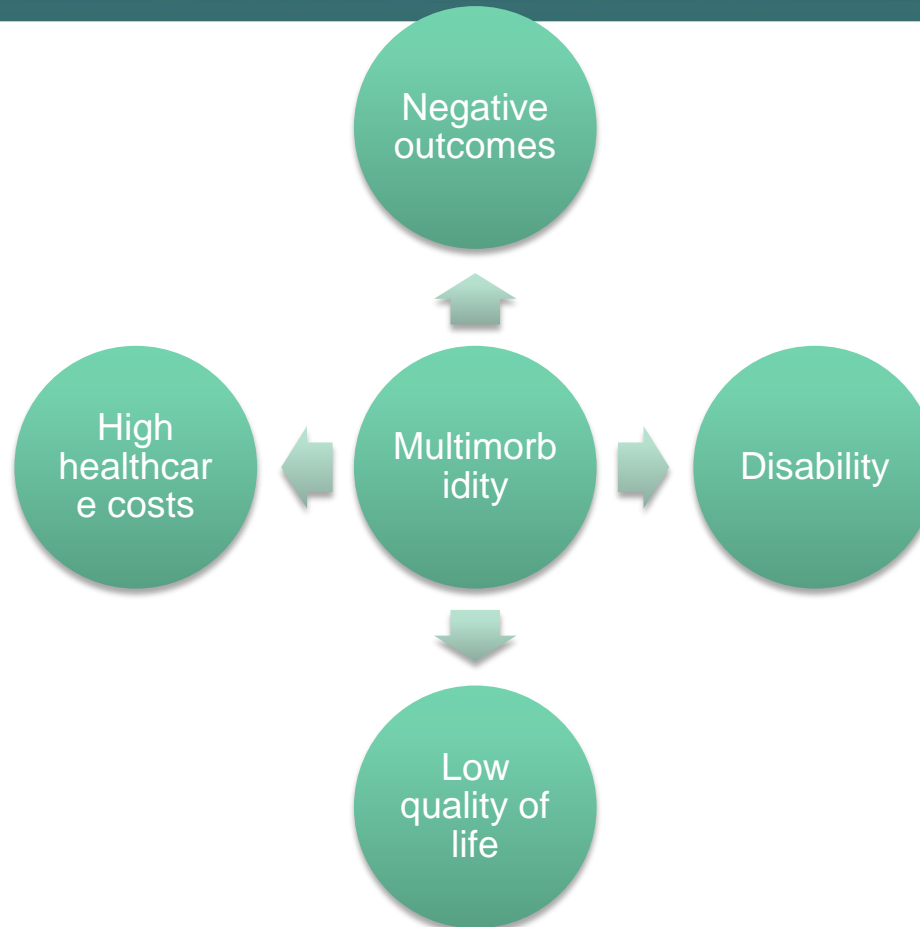 Negative
outcomes
High
healthcar
e costs
Multimorb
idity
Disability
Low
quality of
life